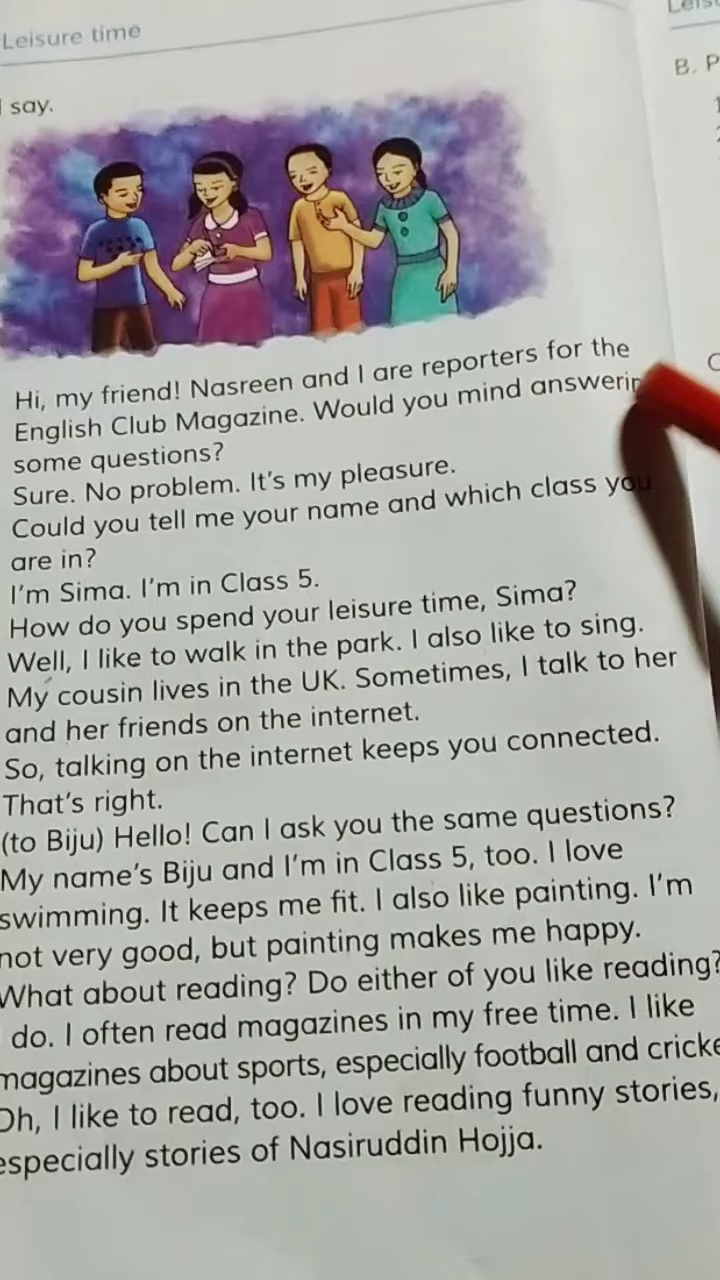 Leisure time
say.
Hi, my friend! Nasreen and I are reporters for the
English Club Magazine. Would you mind
some questions?
Sure. No problem. It's my pleasure.
Could you tell me your name and which class you
are in?
I'm Sima. I'm in Class 5.
How do you spend your leisure time, Sima?
Well, I like to walk in the park. I also like to sing.
My cousin lives in the UK. Sometimes, I talk to her
and her friends on the internet.
So, talking on the internet keeps you connected.
That's right.
(to Biju) Hello! Can I ask you the same questions?
My name's Biju and I'm in Class 5, too. I love
swimming. It keeps me fit. I also like painting. I'm
not very good, but painting makes me happy.
What about reading? Do either of you like reading?
do. I often read magazines in my free time. I like
magazines about sports, especially football and
Oh, I like to read, too. I love reading funny stories,
especially stories of Nasiruddin Hojja.
B. P